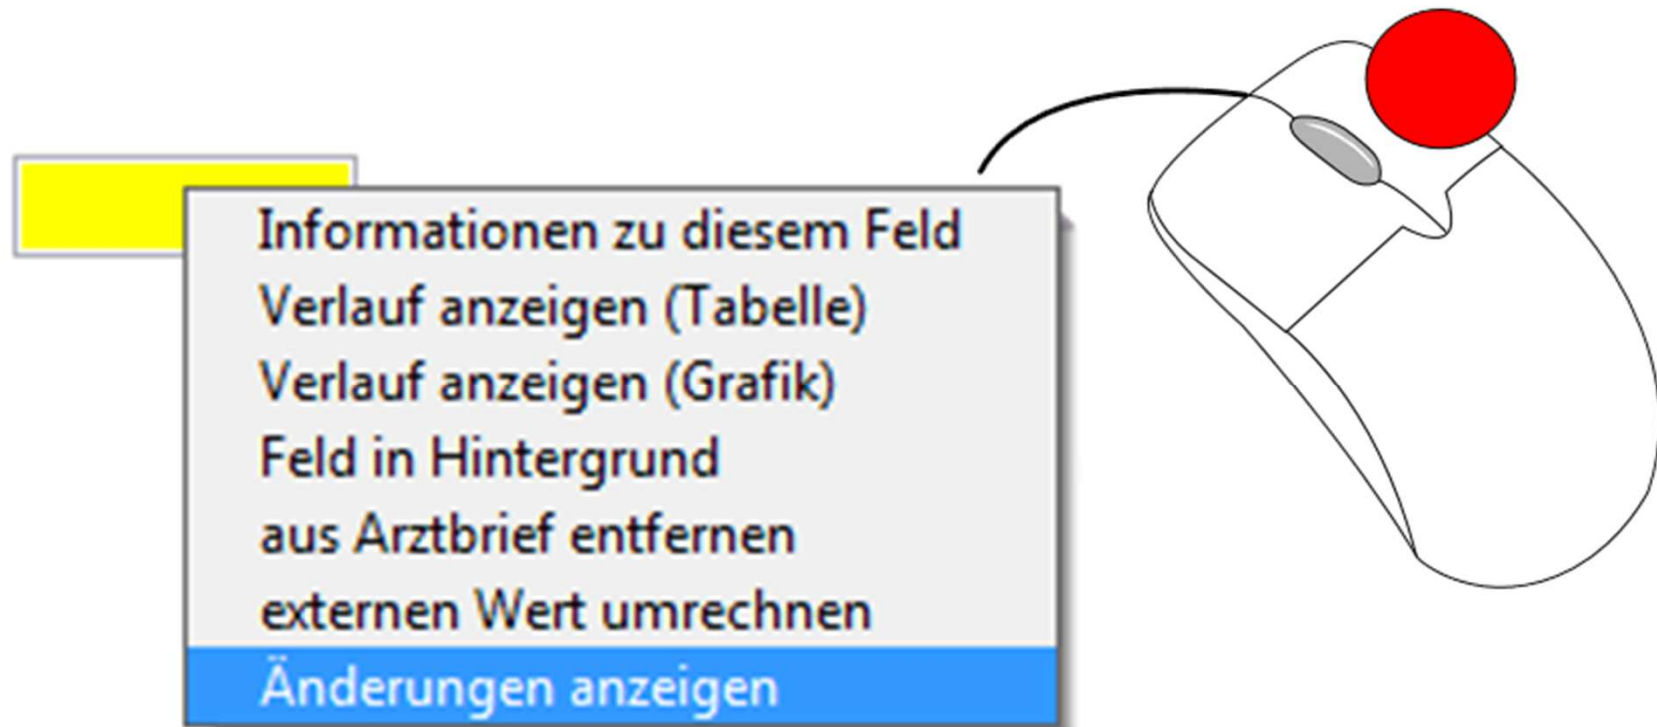 Informationen zu diesem Feld
Verlauf anzeigen (Tabelle)
Verlauf anzeigen (Grafik)
Feld in Hintergrund
aus Arztbrief entfernen
externen Wert umrechnen
Änderungen anzeigen